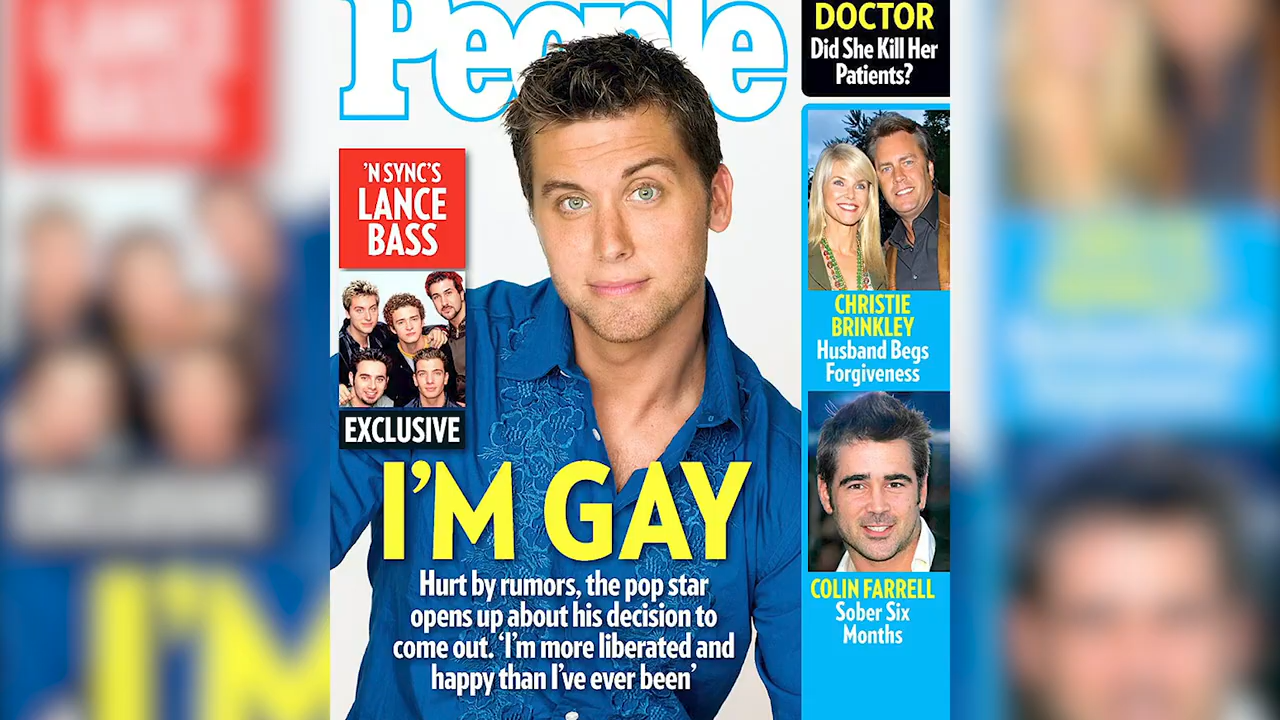 People
'N SYNC'S
LANCE
BASS
EXCLUSIVE
I'M GAY
Hurt by rumors, the pop star
opens up about his decision to
come out. 'I'm more liberated and
happy than I've ever been'
DOCTOR
Did She Kill Her
Patients?
CHRISTIE
BRINKLEY
Husband Begs
Forgiveness
COLIN FARRELL
Sober Six
Months